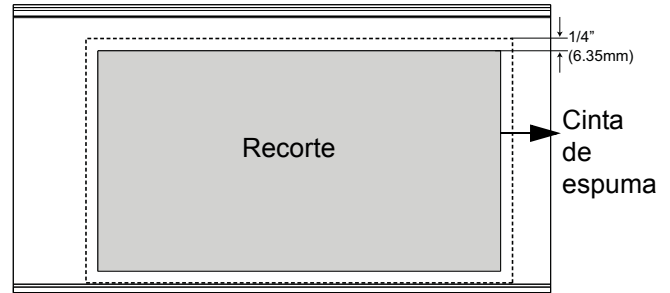 1/4”
(6.35mm)
Cinta
de
espuma
Recorte